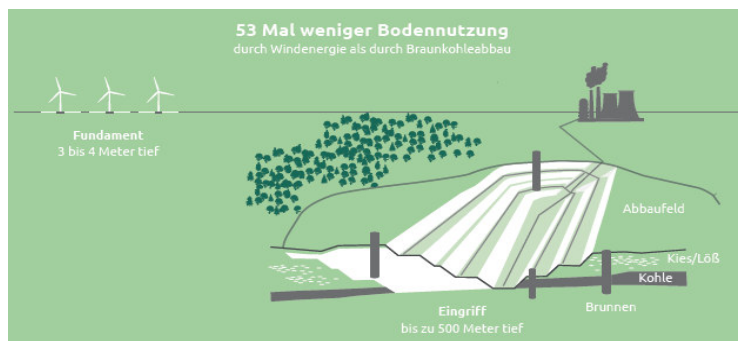 53 Mal weniger Bodennutzung
durch Windenergie als durch Braunkohleabbau
Fundament
3 bis 4 Meter tief
Abbaufeld
Kies/Löß
Kohle
Brunnen
Eingriff
bis zu 500 Meter tief